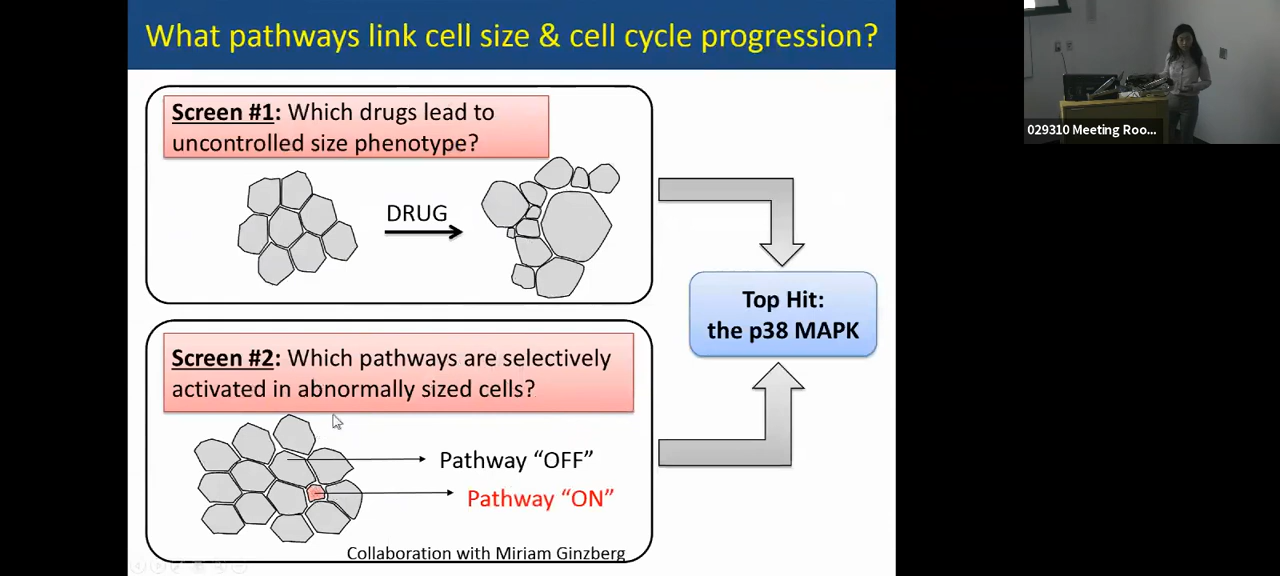 What pathways link cell size & cell cycle progression?
Screen #1: Which drugs lead to
uncontrolled size phenotype?
DRUG
Top Hit:
the p38 MAPK
Screen #2: Which pathways are selectively
activated in abnormally sized cells?
Pathway “OFF”
Pathway “ON”
Collaboration with Miriam Ginzberg
029310 Meeting Roo...